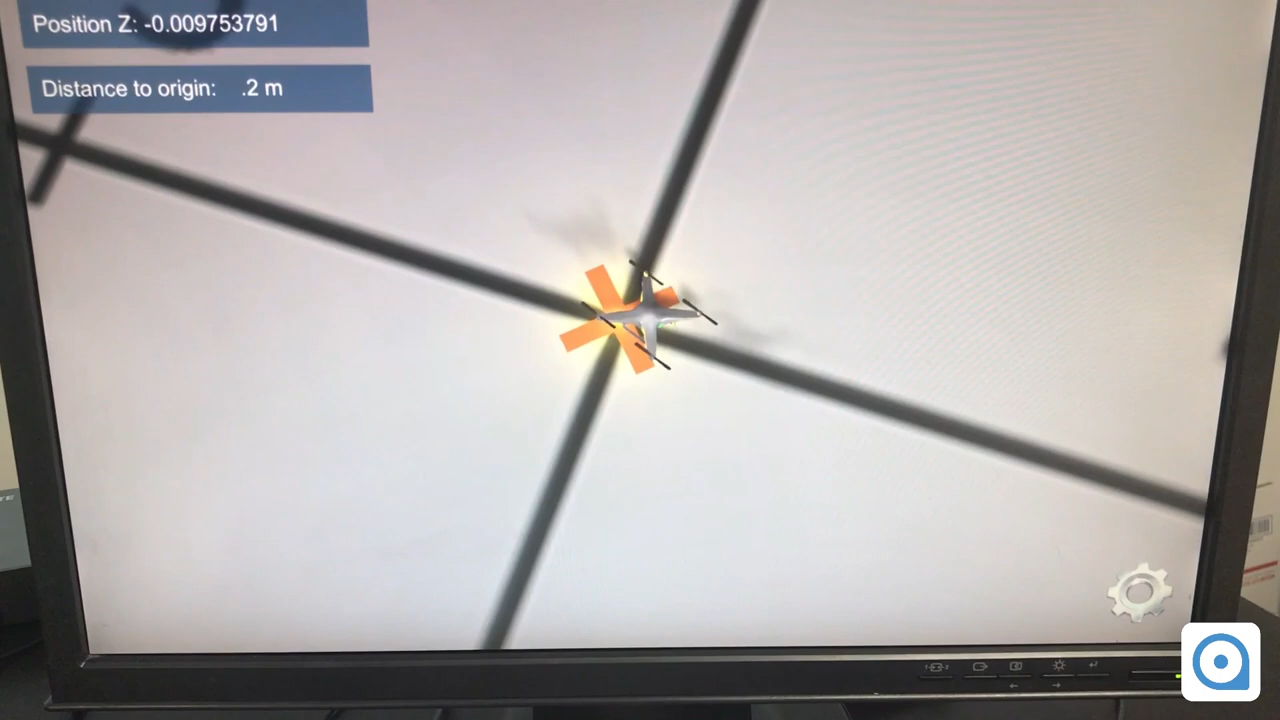 Position Z: -0.009753791
Distance to origin: .2 m